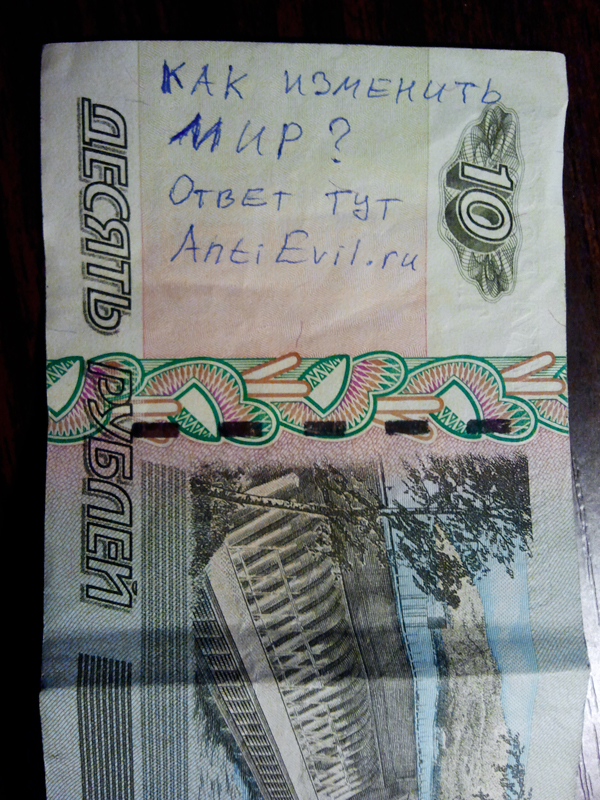 КАК ИЗМЕНИТЬ
МИР?
ОТВЕТ ТУТ
AntiEvil.ru
10
ДЕСЯТЬ РУБЛЕЙ